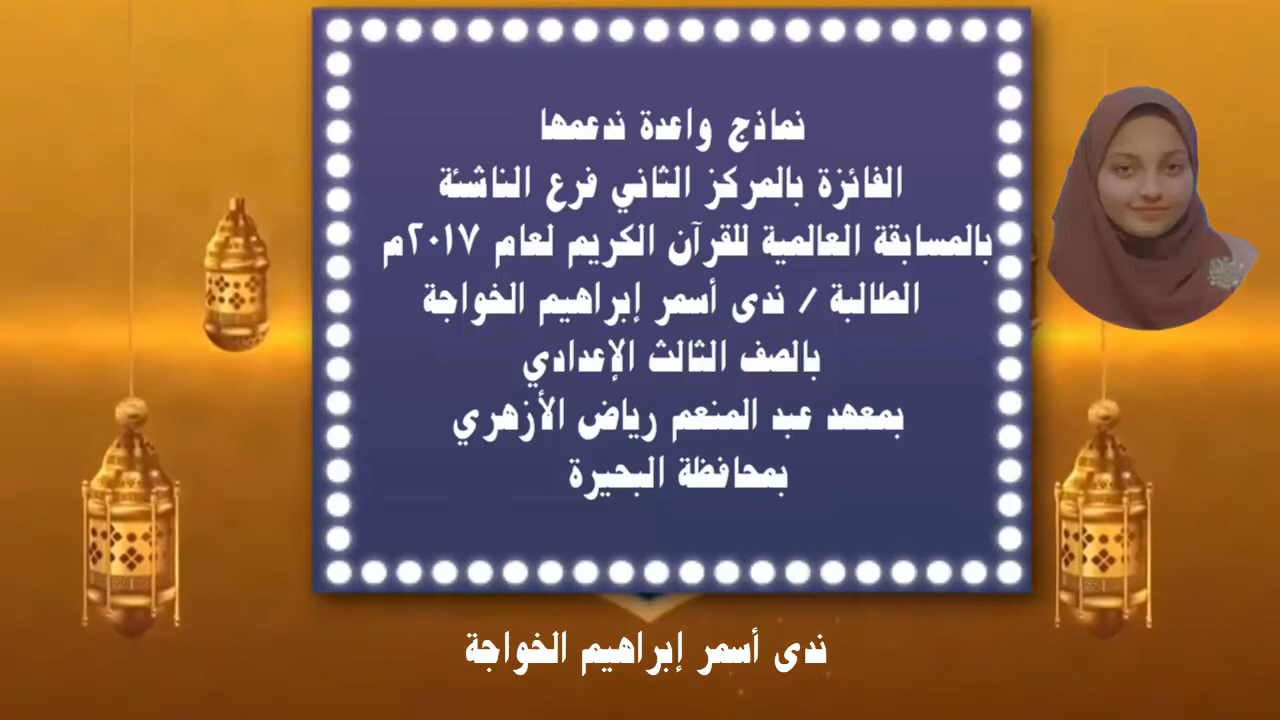 نماذج واعدة ندعمها
الفائزة بالمركز الثاني فرع الناشئة
بالمسابقة العالمية للقرآن الكريم لعام ٢٠١٧م
الطالبة / ندى أسمر إبراهيم الخواجة
بالصف الثالث الإعدادي
بمعهد عبد المنعم رياض الأزهري
بمحافظة البحيرة
ندى أسمر إبراهيم الخواجة